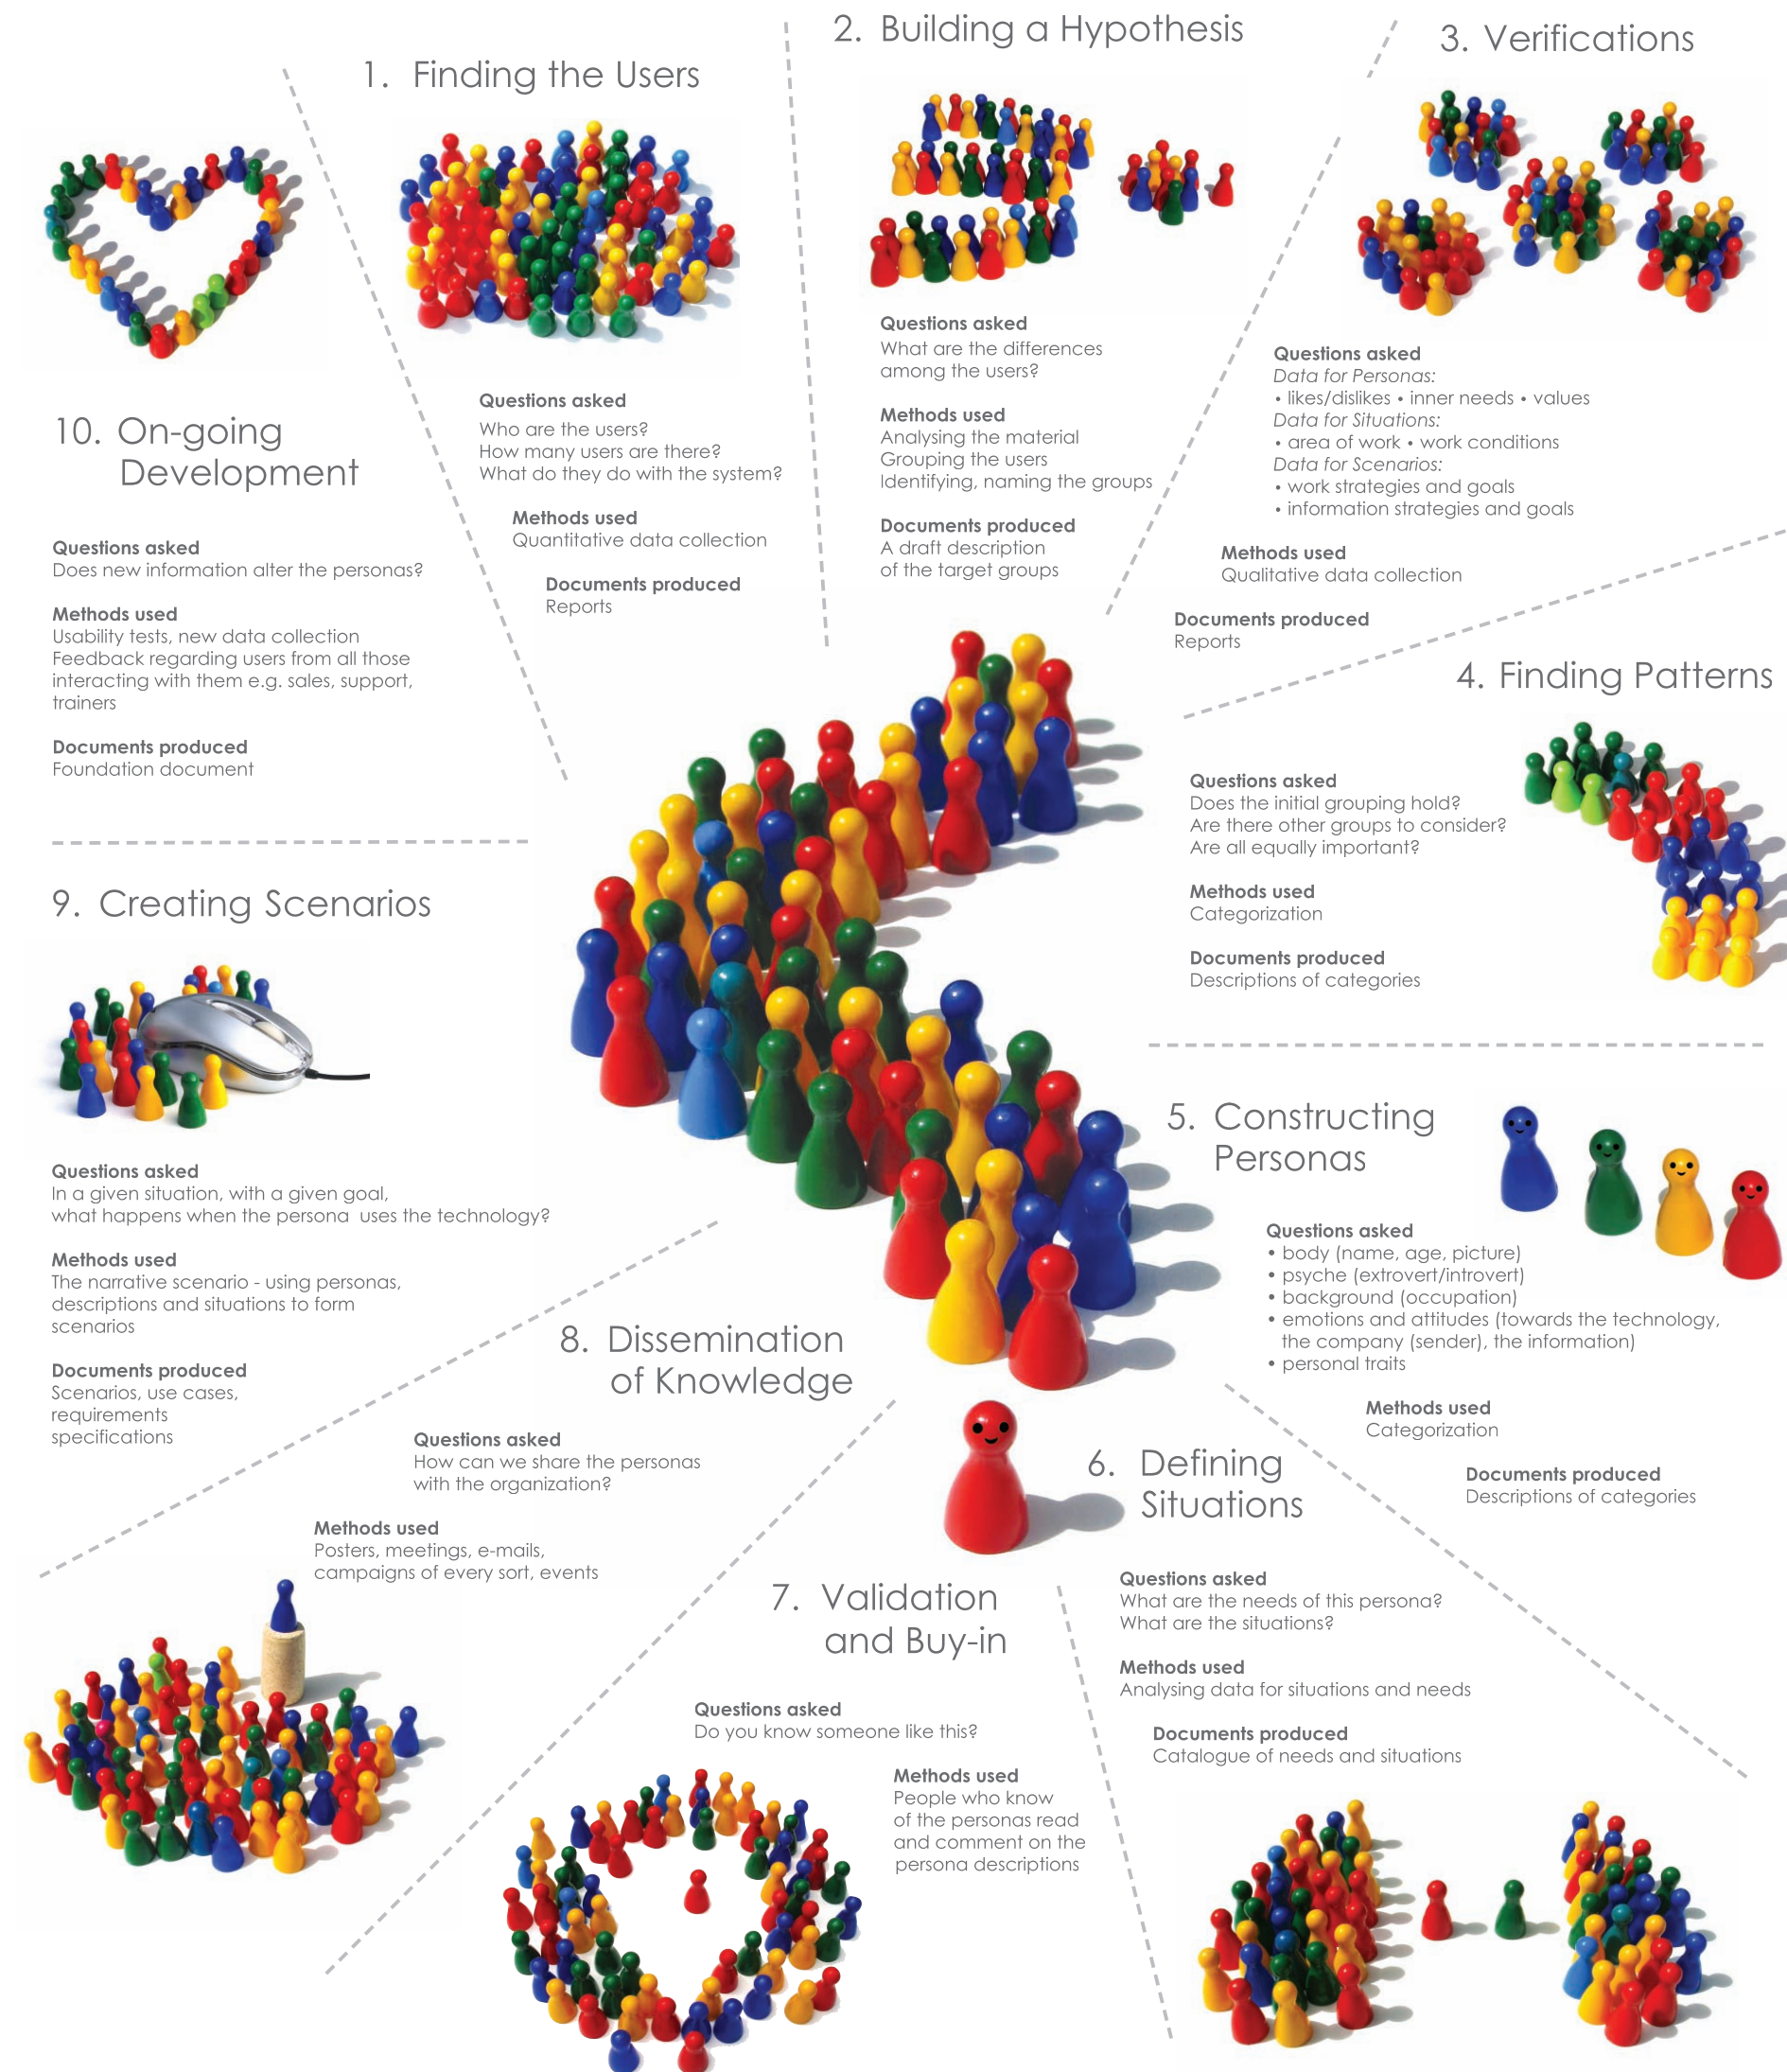 1. Finding the Users
Questions asked
Who are the users?
How many users are there?
What do they do with the system?
Methods used
Quantitative data collection
Documents produced
Reports
2. Building a Hypothesis
Questions asked
What are the differences
among the users?
Methods used
Analysing the material
Grouping the users
Identifying, naming the groups
Documents produced
A draft description
of the target groups
3. Verifications
Questions asked
Data for Personas:
• likes/dislikes • inner needs • values
Data for Situations:
• area of work • work conditions
Data for Scenarios:
• work strategies and goals
• information strategies and goals
Methods used
Qualitative data collection
Documents produced
Reports
4. Finding Patterns
Questions asked
Does the initial grouping hold?
Are there other groups to consider?
Are all equally important?
Methods used
Categorization
Documents produced
Descriptions of categories
5. Constructing
Personas
Questions asked
• body (name, age, picture)
• psyche (extrovert/introvert)
• background (occupation)
• emotions and attitudes (towards the technology,
the company (sender), the information)
• personal traits
Methods used
Categorization
Documents produced
Descriptions of categories
6. Defining
Situations
Questions asked
What are the needs of this persona?
What are the situations?
Methods used
Analysing data for situations and needs
Documents produced
Catalogue of needs and situations
7. Validation
and Buy-in
Questions asked
Do you know someone like this?
Methods used
People who know
of the personas read
and comment on the
persona descriptions
8. Dissemination
of Knowledge
Questions asked
How can we share the personas
with the organization?
Methods used
Posters, meetings, e-mails,
campaigns of every sort, events
9. Creating Scenarios
Questions asked
In a given situation, with a given goal,
what happens when the persona uses the technology?
Methods used
The narrative scenario - using personas,
descriptions and situations to form
scenarios
Documents produced
Scenarios, use cases,
requirements
specifications
10. On-going
Development
Questions asked
Does new information alter the personas?
Methods used
Usability tests, new data collection
Feedback regarding users from all those
interacting with them e.g. sales, support,
trainers
Documents produced
Foundation document